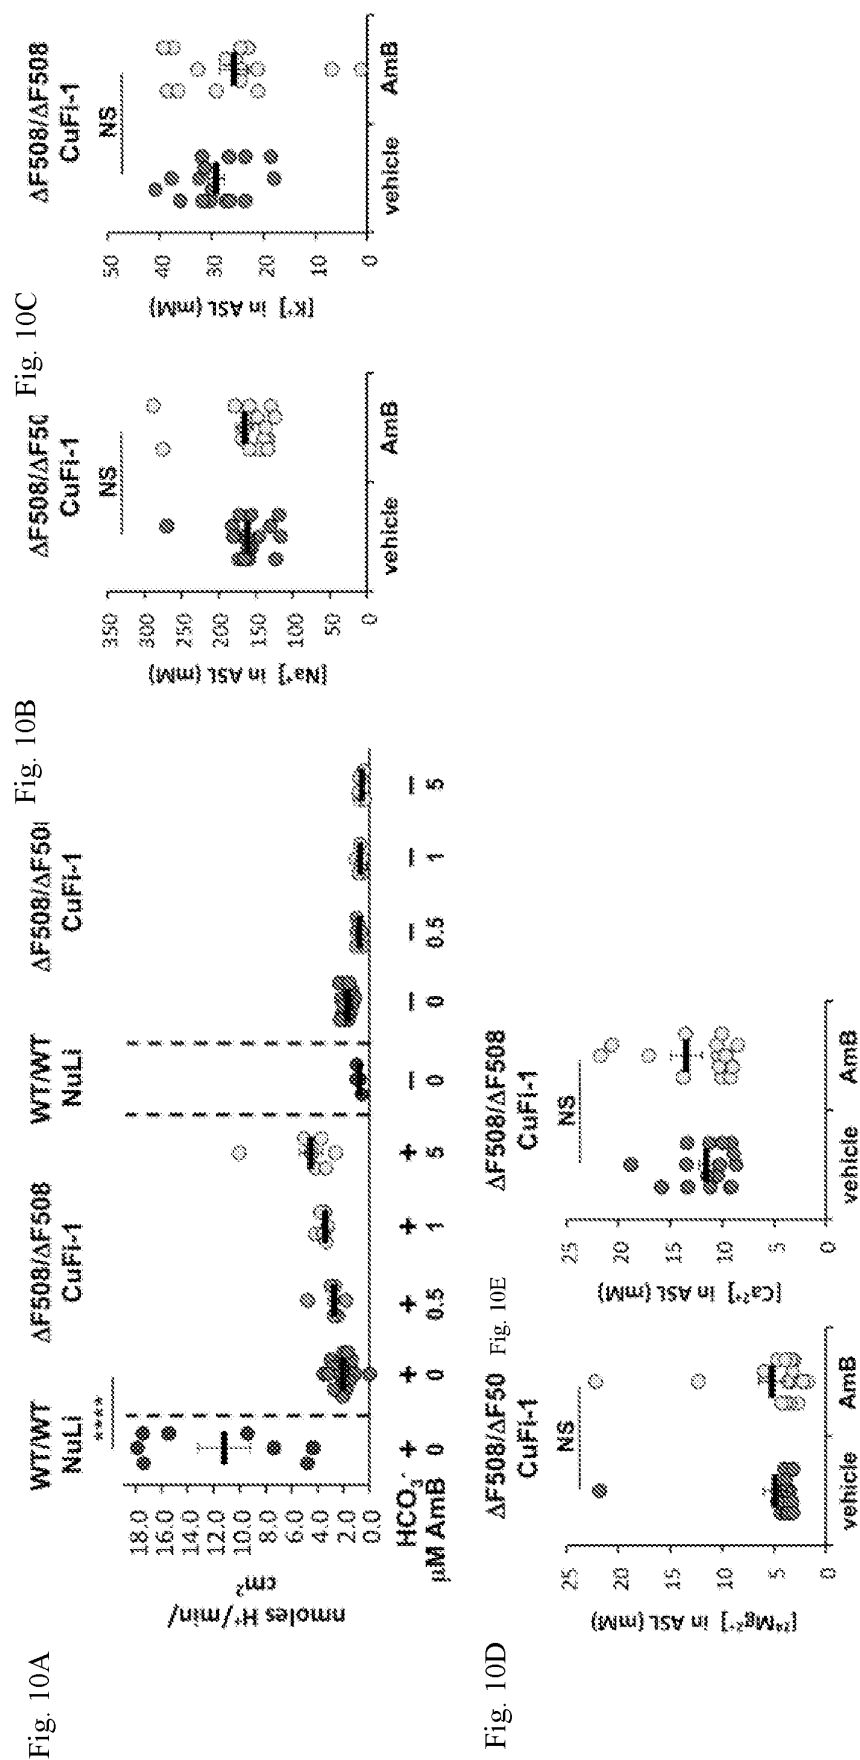 Fig. 10A
WT/WT
NuLi
ΔF508/ΔF508
CuFi-1
WT/WT
NuLi
ΔF508/ΔF50
CuFi-1
****
nmoles H⁺/min/
cm²
18.0
16.0
14.0
12.0
10.0
8.0
6.0
4.0
2.0
0.0
HCO₃⁻ + + + + + − − − − −
μM AmB 0 0 0.5 1 5 0 0 0.5 1 5
Fig. 10B
ΔF508/ΔF50
CuFi-1
NS
[Na⁺] in ASL (mM)
350
300
250
200
150
100
50
0
vehicle AmB
Fig. 10C
ΔF508/ΔF508
CuFi-1
NS
[K⁺] in ASL (mM)
50
40
30
20
10
0
vehicle AmB
Fig. 10D
ΔF508/ΔF50
CuFi-1
NS
[²⁴Mg²⁺] in ASL (mM)
25
20
15
10
5
0
vehicle AmB
Fig. 10E
ΔF508/ΔF508
CuFi-1
NS
[Ca²⁺] in ASL (mM)
25
20
15
10
5
0
vehicle AmB